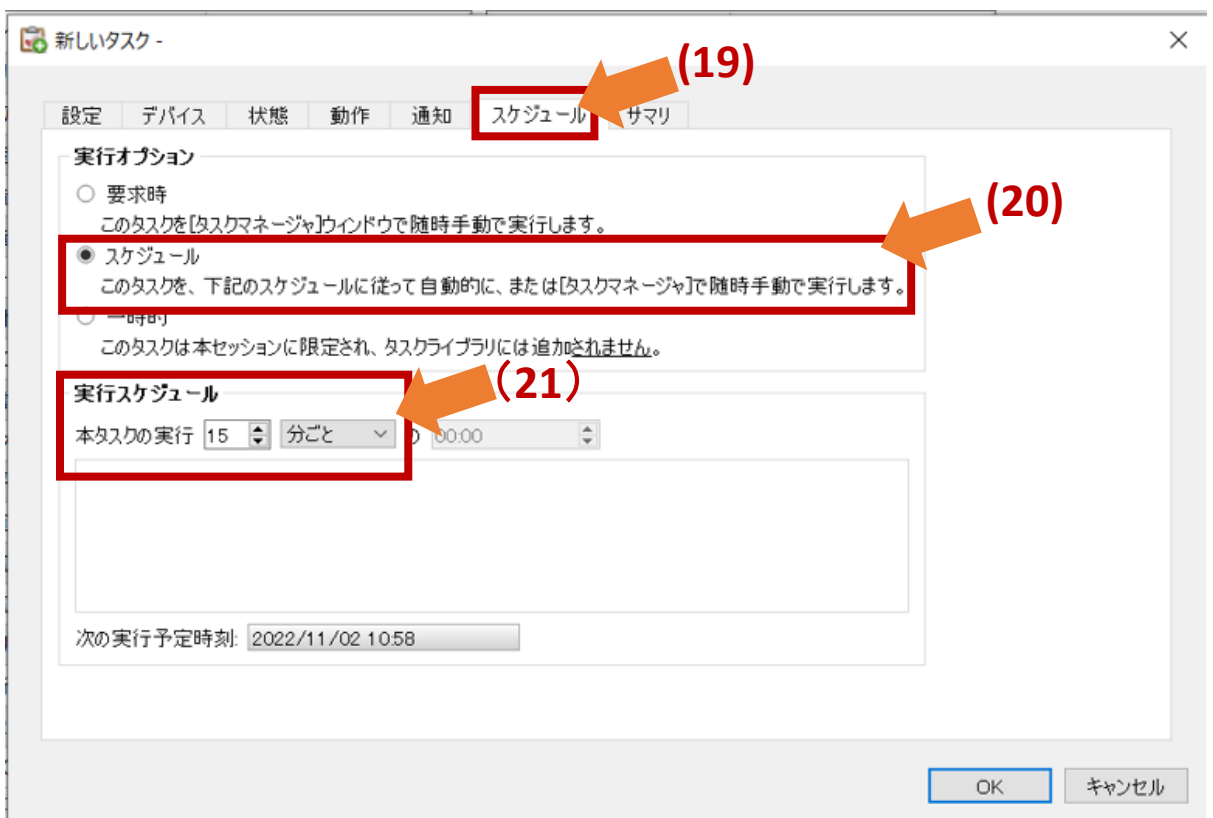 新しいタスク -
(19)
設定 デバイス 状態 動作 通知 スケジュール サマリ
実行オプション
要求時
このタスクを[タスクマネージャ]ウィンドウで随時手動で実行します。
(20)
スケジュール
このタスクを、下記のスケジュールに従って自動的に、または[タスクマネージャ]で随時手動で実行します。
一時的
このタスクは本セッションに限定され、タスクライブラリには追加されません。
（21）
実行スケジュール
本タスクの実行 15 分ごと の 00:00
次の実行予定時刻: 2022/11/02 10:58
OK キャンセル